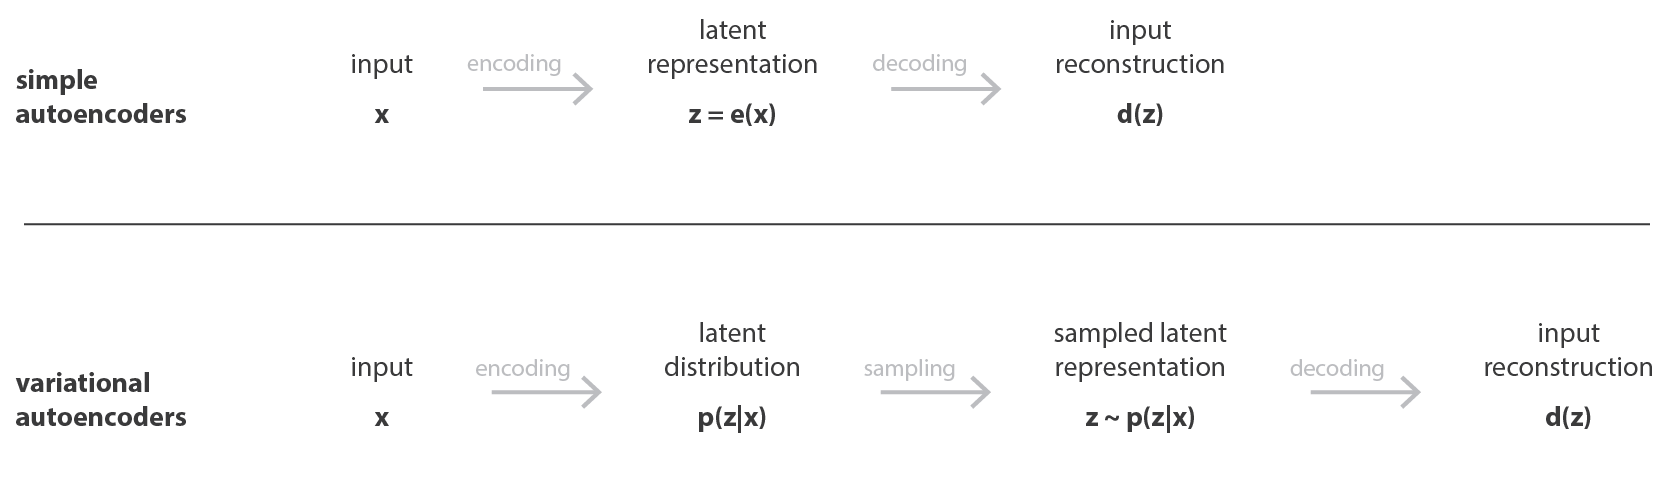 simple
autoencoders
input
x
encoding
latent
representation
z = e(x)
decoding
input
reconstruction
d(z)
variational
autoencoders
input
x
encoding
latent
distribution
p(z|x)
sampling
sampled latent
representation
z ~ p(z|x)
decoding
input
reconstruction
d(z)